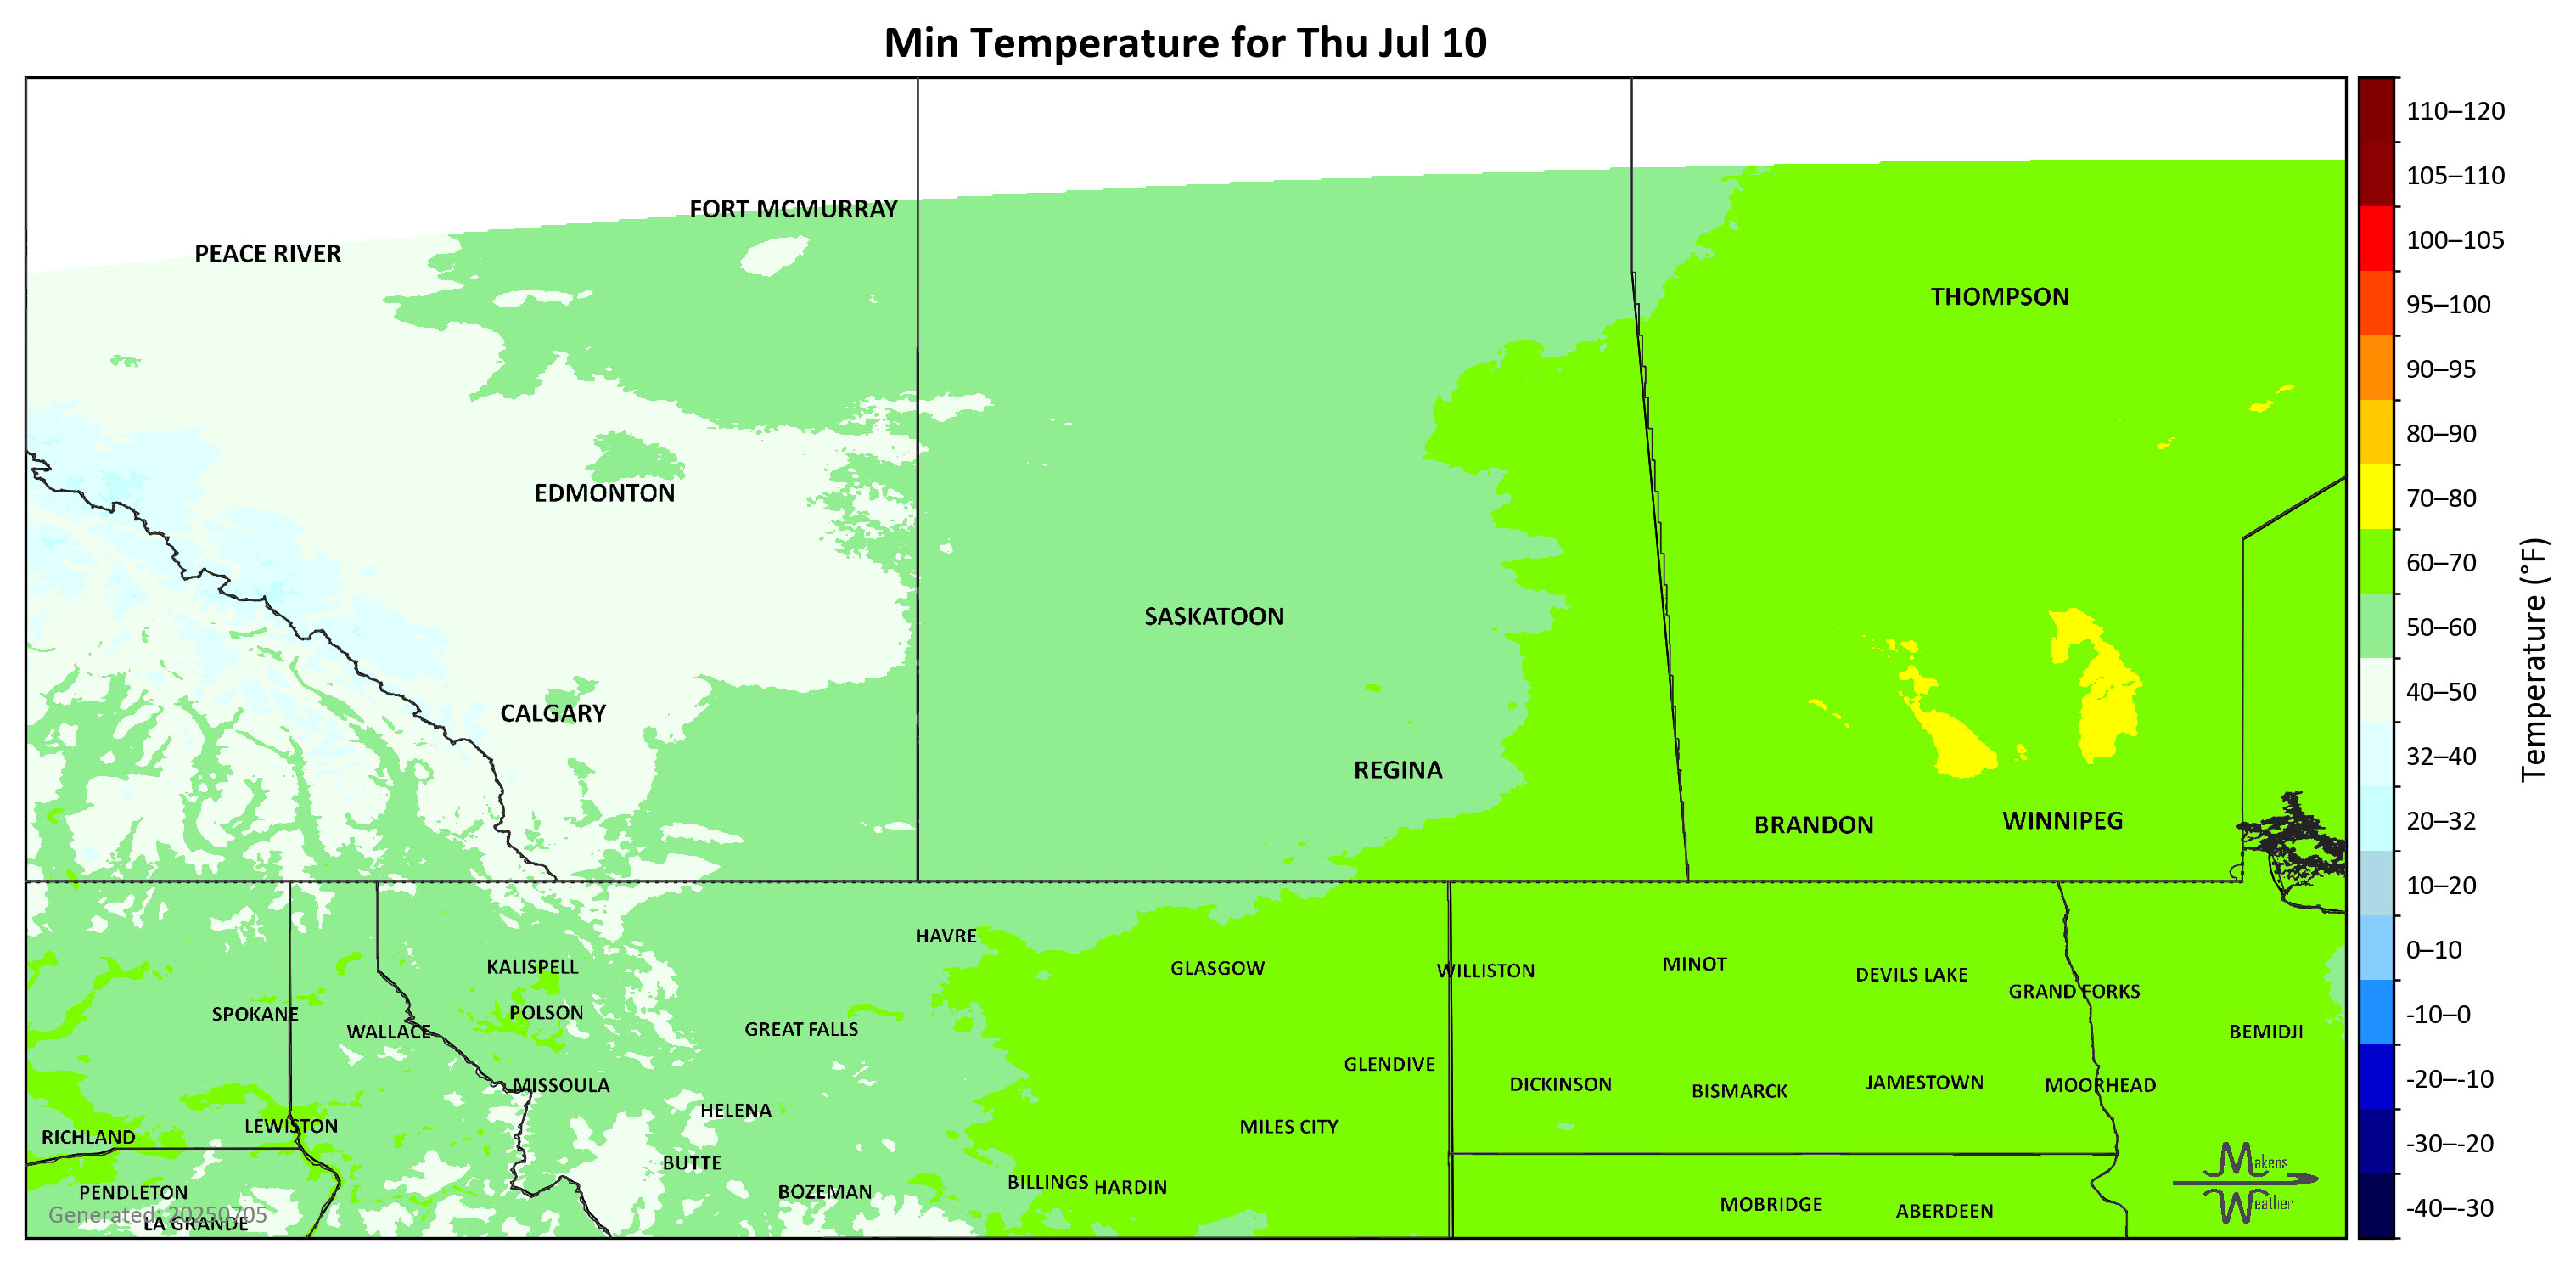 Min Temperature for Thu Jul 10
FORT MCMURRAY
PEACE RIVER
THOMPSON
EDMONTON
SASKATOON
CALGARY
REGINA
BRANDON
WINNIPEG
HAVRE
KALISPELL
GLASGOW
WILLISTON
MINOT
DEVILS LAKE
GRAND FORKS
SPOKANE
POLSON
WALLACE
GREAT FALLS
BEMIDJI
GLENDIVE
MISSOULA
DICKINSON
BISMARCK
JAMESTOWN
MOORHEAD
HELENA
LEWISTON
MILES CITY
RICHLAND
BUTTE
PENDLETON
BOZEMAN
BILLINGS
HARDIN
MOBRIDGE
ABERDEEN
LA GRANDE
Generated: 20250705
Makens
Weather
110–120
105–110
100–105
95–100
90–95
80–90
70–80
60–70
50–60
40–50
32–40
20–32
10–20
0–10
-10–0
-20–-10
-30–-20
-40–-30
Temperature (°F)